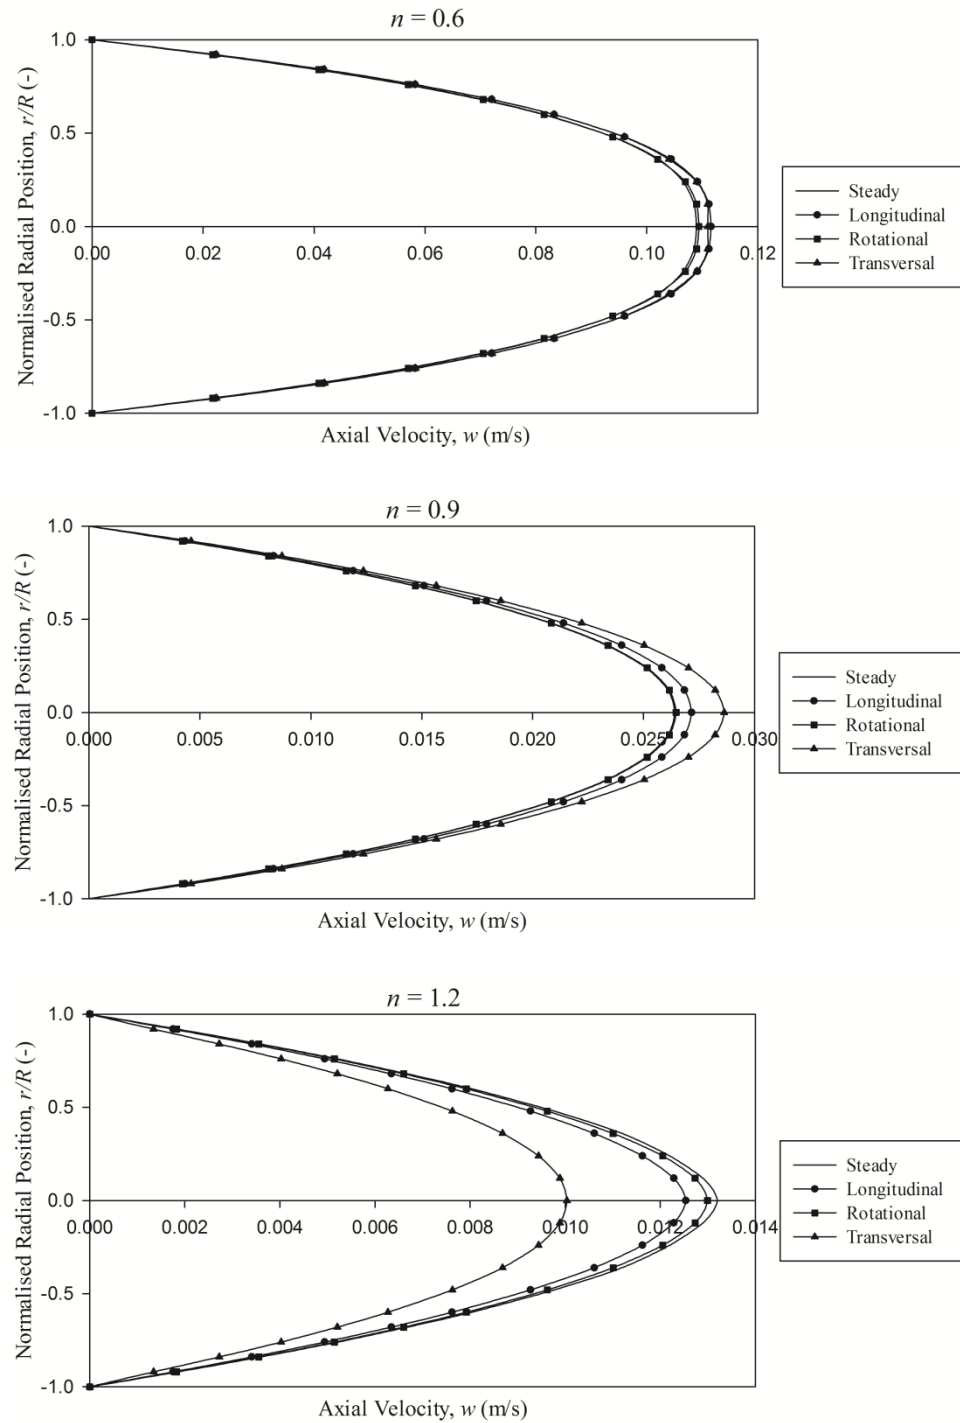 n = 0.6
1.0
0.5
0.0
-0.5
-1.0
Normalised Radial Position, r/R (-)
0.00 0.02 0.04 0.06 0.08 0.10 0.12
Axial Velocity, w (m/s)
Steady
Longitudinal
Rotational
Transversal
n = 0.9
1.0
0.5
0.0
-0.5
-1.0
Normalised Radial Position, r/R (-)
0.000 0.005 0.010 0.015 0.020 0.025 0.030
Axial Velocity, w (m/s)
Steady
Longitudinal
Rotational
Transversal
n = 1.2
1.0
0.5
0.0
-0.5
-1.0
Normalised Radial Position, r/R (-)
0.000 0.002 0.004 0.006 0.008 0.010 0.012 0.014
Axial Velocity, w (m/s)
Steady
Longitudinal
Rotational
Transversal